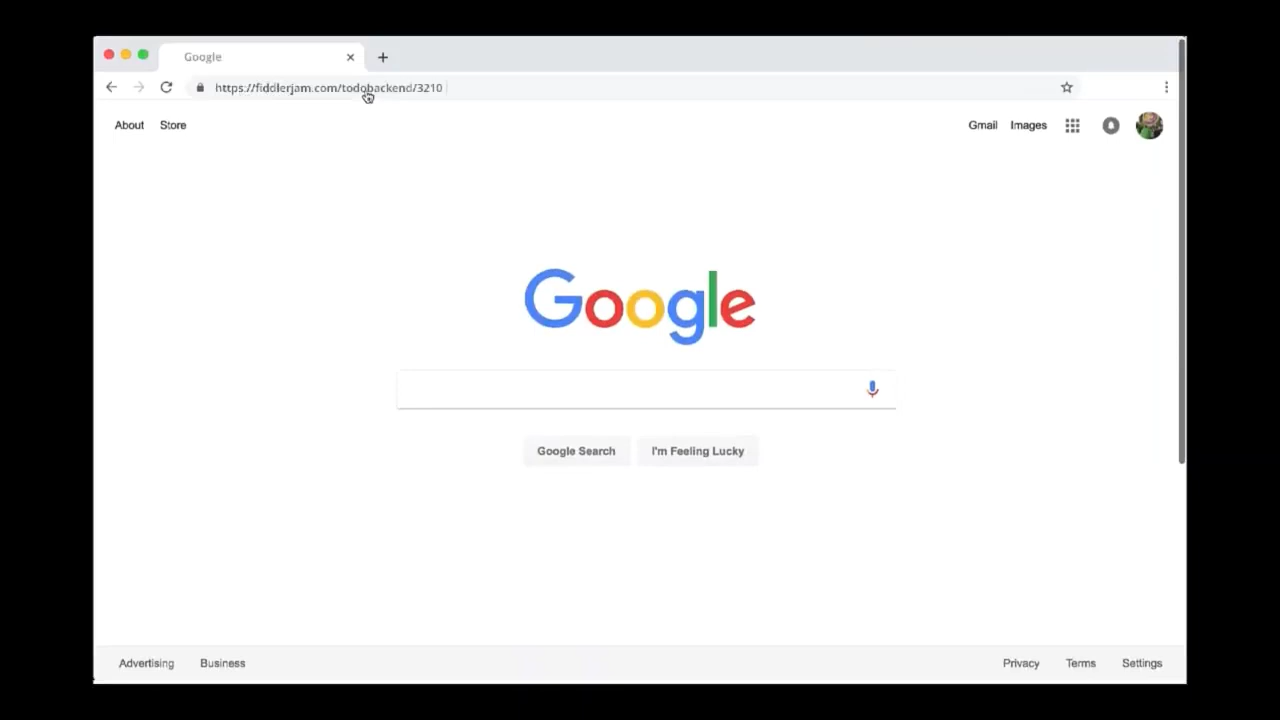 Google
https://fiddlerjam.com/todobackend/3210
About Store
Gmail Images
Google
Google Search I'm Feeling Lucky
Advertising Business
Privacy Terms Settings